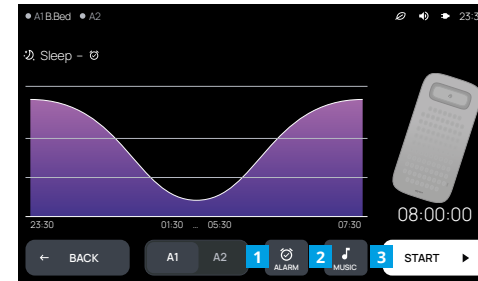 A1 B.Bed A2 23:3
Sleep –
08:00:00
23:30 01:30 … 05:30 07:30
← BACK A1 A2 1 ALARM 2 MUSIC 3 START